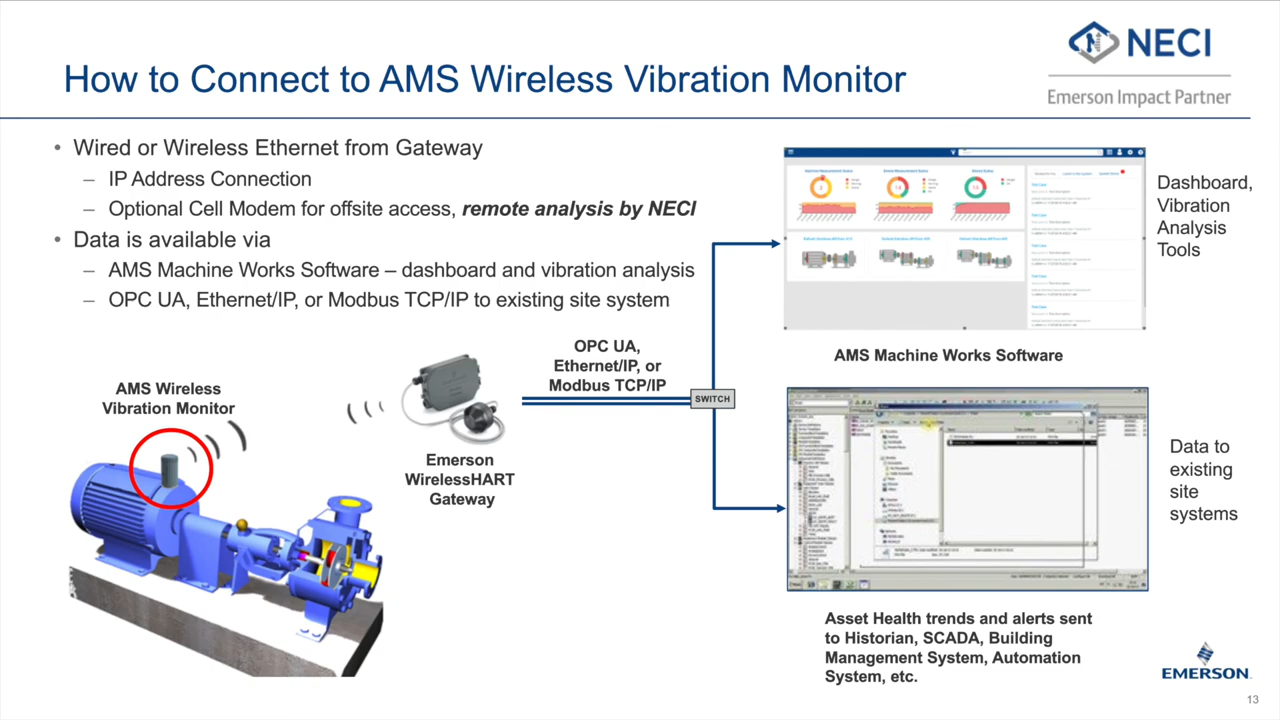 NECI
Emerson Impact Partner
How to Connect to AMS Wireless Vibration Monitor
• Wired or Wireless Ethernet from Gateway
– IP Address Connection
– Optional Cell Modem for offsite access, remote analysis by NECI
• Data is available via
– AMS Machine Works Software – dashboard and vibration analysis
– OPC UA, Ethernet/IP, or Modbus TCP/IP to existing site system
Dashboard,
Vibration
Analysis
Tools
AMS Machine Works Software
OPC UA,
Ethernet/IP, or
Modbus TCP/IP
SWITCH
AMS Wireless
Vibration Monitor
Emerson
WirelessHART
Gateway
Data to
existing
site
systems
Asset Health trends and alerts sent
to Historian, SCADA, Building
Management System, Automation
System, etc.
EMERSON
13